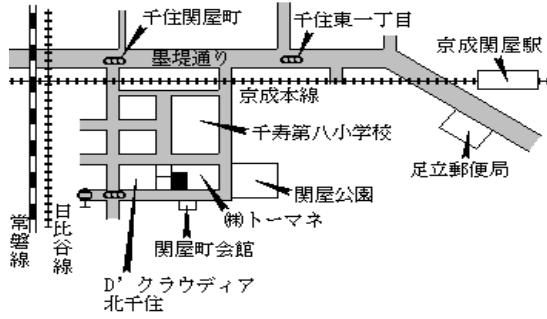 千住関屋町
千住東一丁目
墨堤通り
京成関屋駅
京成本線
千寿第八小学校
足立郵便局
関屋公園
㈱トーマネ
関屋町会館
常磐線
日比谷線
D’クラウディア
北千住